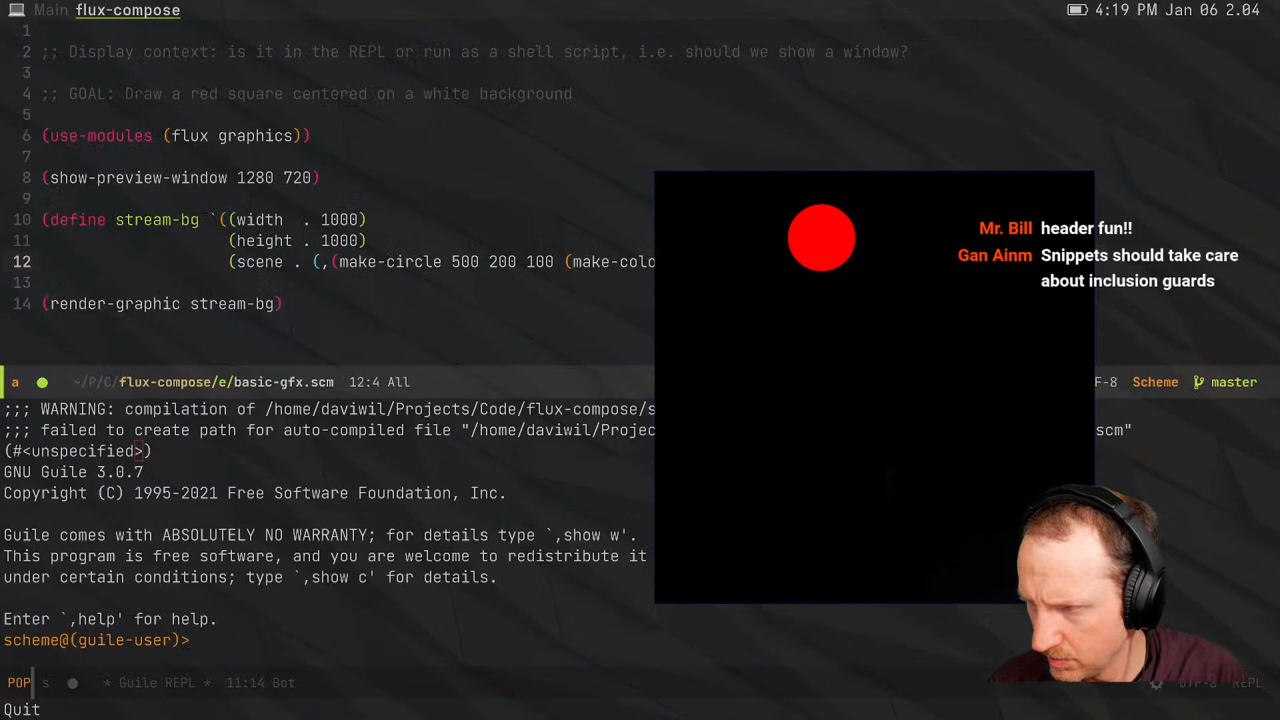 Main flux-compose 4:19 PM Jan 06 2.04
1
2 ;; Display context: is it in the REPL or run as a shell script, i.e. should we show a window?
3
4 ;; GOAL: Draw a red square centered on a white background
5
6 (use-modules (flux graphics))
7
8 (show-preview-window 1280 720)
9
10 (define stream-bg `((width . 1000)
11 (height . 1000)
12 (scene . (,(make-circle 500 200 100 (make-colo
13
14 (render-graphic stream-bg)
Mr. Bill header fun!!
Gan Ainm Snippets should take care
about inclusion guards
a ~/P/C/flux-compose/e/basic-gfx.scm 12:4 All F-8 Scheme master
;;; WARNING: compilation of /home/daviwil/Projects/Code/flux-compose/s
;;; failed to create path for auto-compiled file "/home/daviwil/Projec scm"
(#<unspecified>)
GNU Guile 3.0.7
Copyright (C) 1995-2021 Free Software Foundation, Inc.
Guile comes with ABSOLUTELY NO WARRANTY; for details type `,show w'.
This program is free software, and you are welcome to redistribute it
under certain conditions; type `,show c' for details.
Enter `,help' for help.
scheme@(guile-user)>
POP s * Guile REPL * 11:14 Bot UTF-8 REPL
Quit